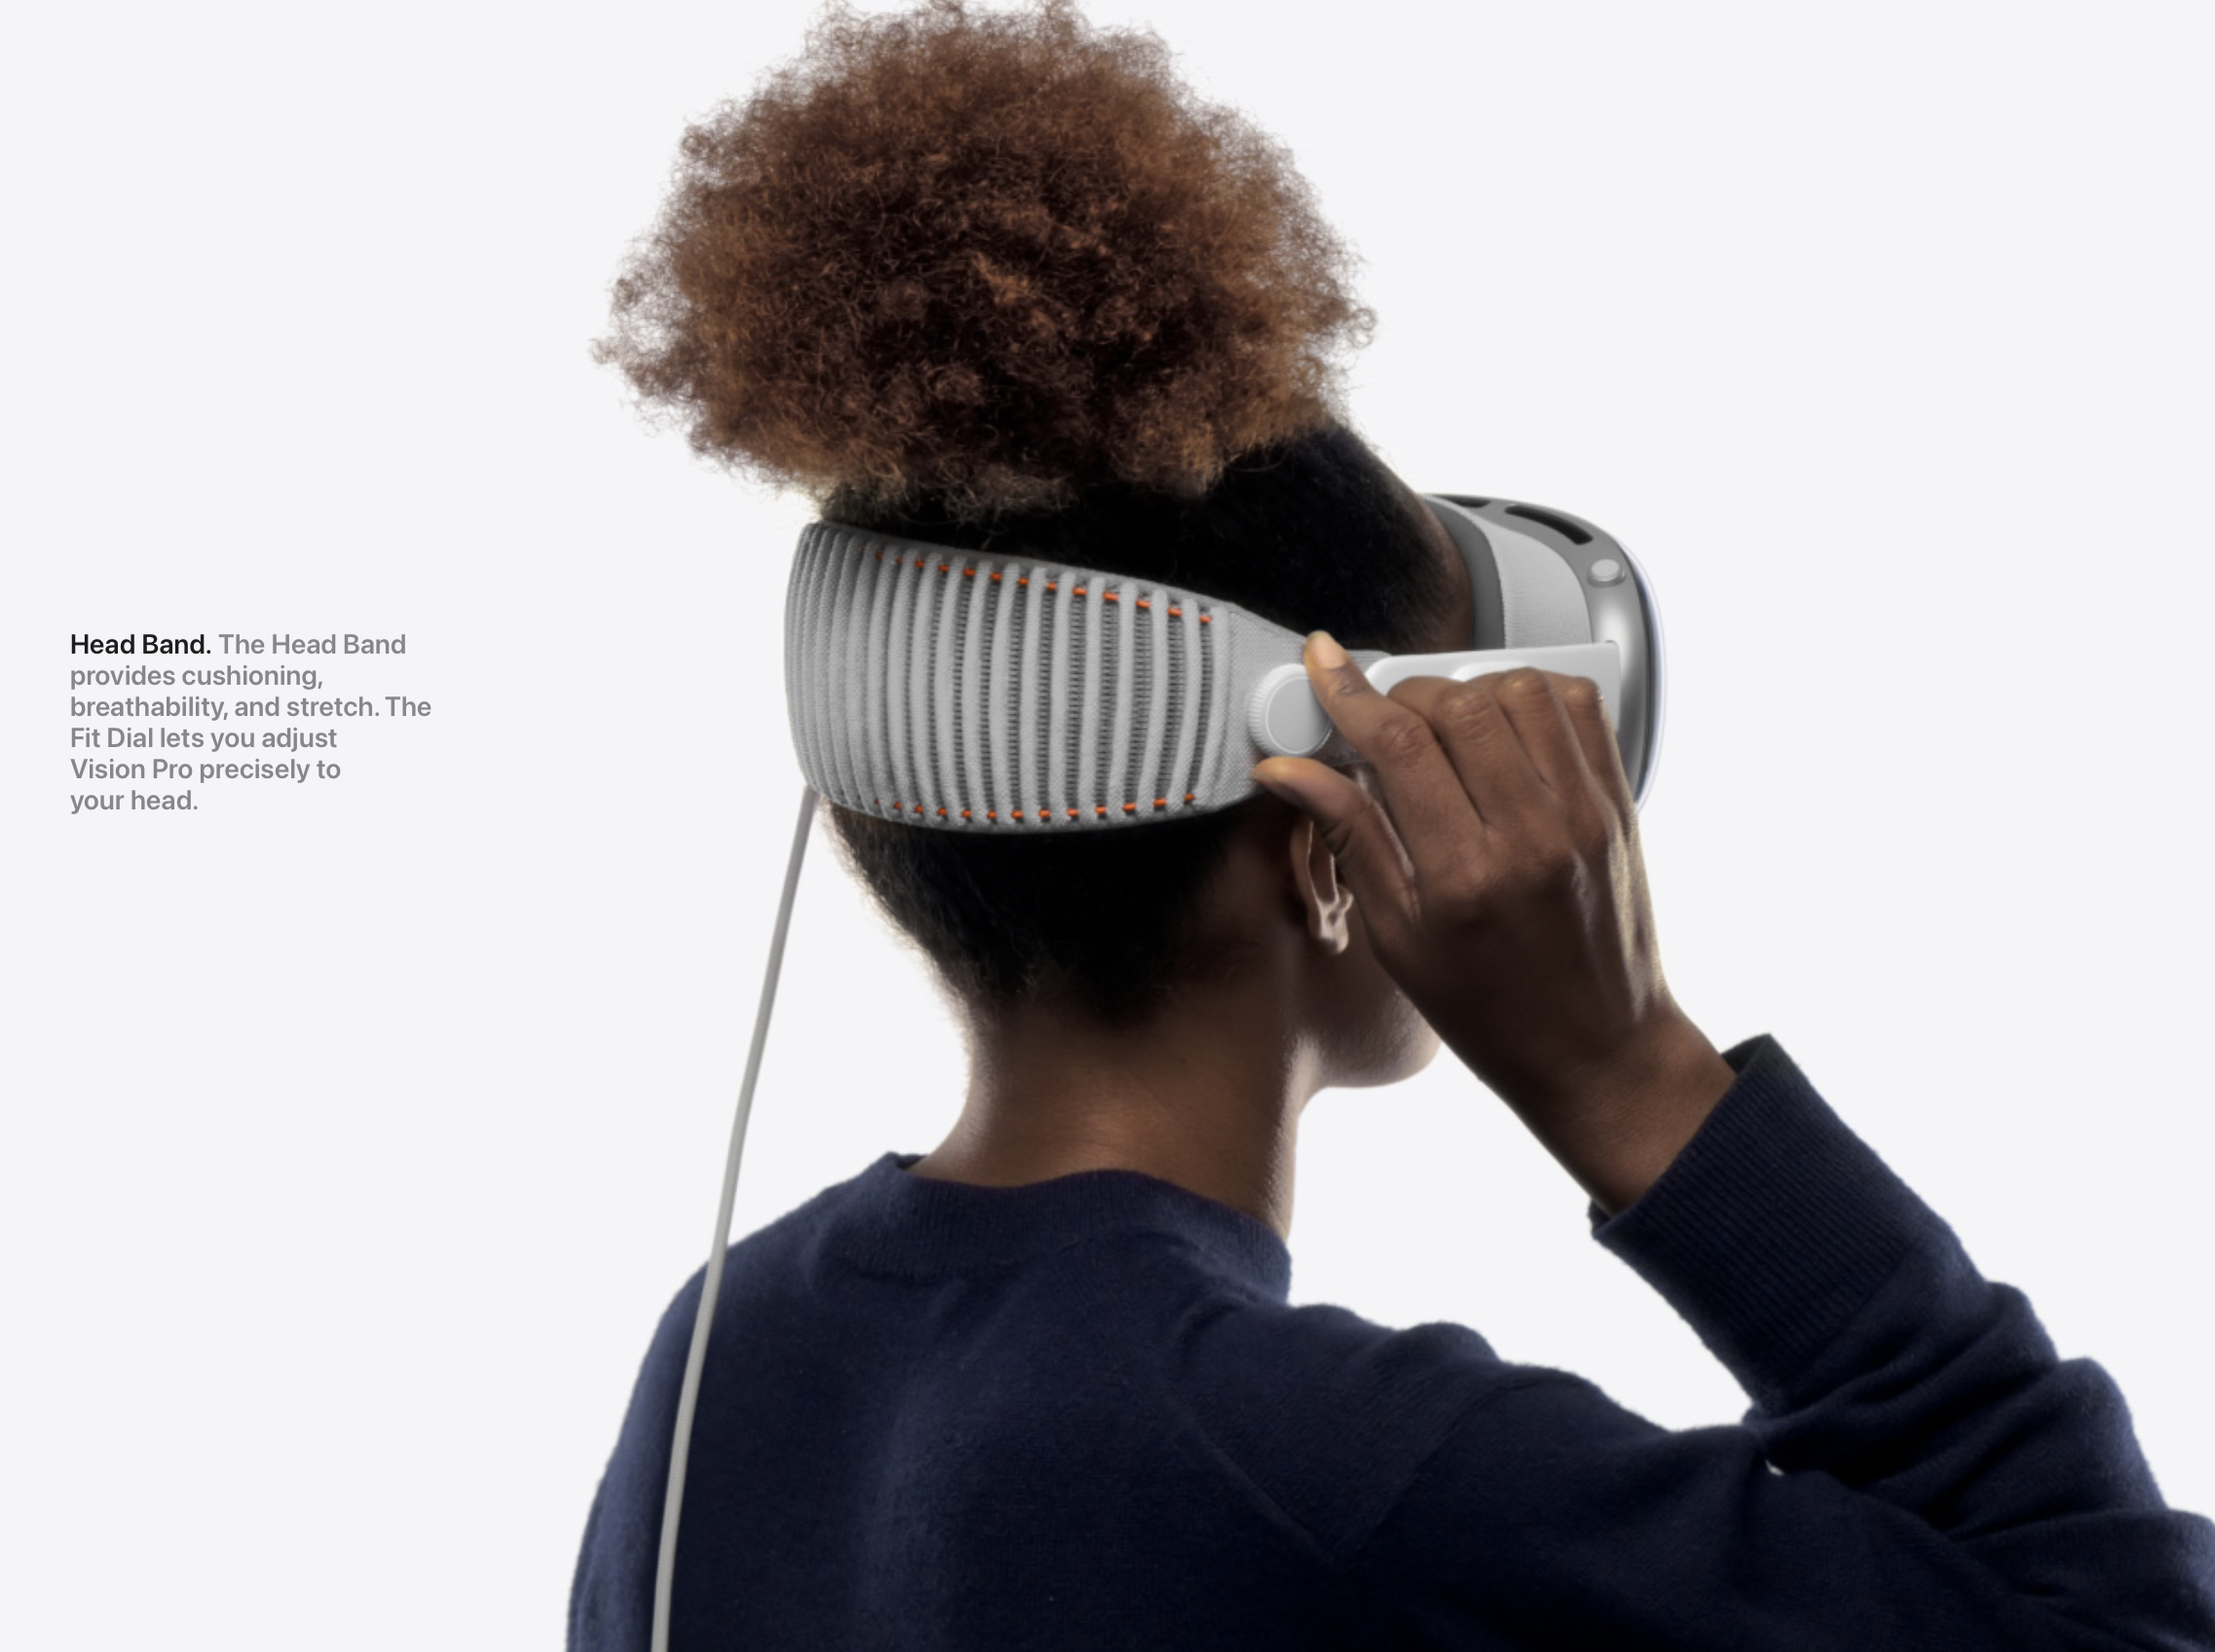 Head Band. The Head Band
provides cushioning,
breathability, and stretch. The
Fit Dial lets you adjust
Vision Pro precisely to
your head.